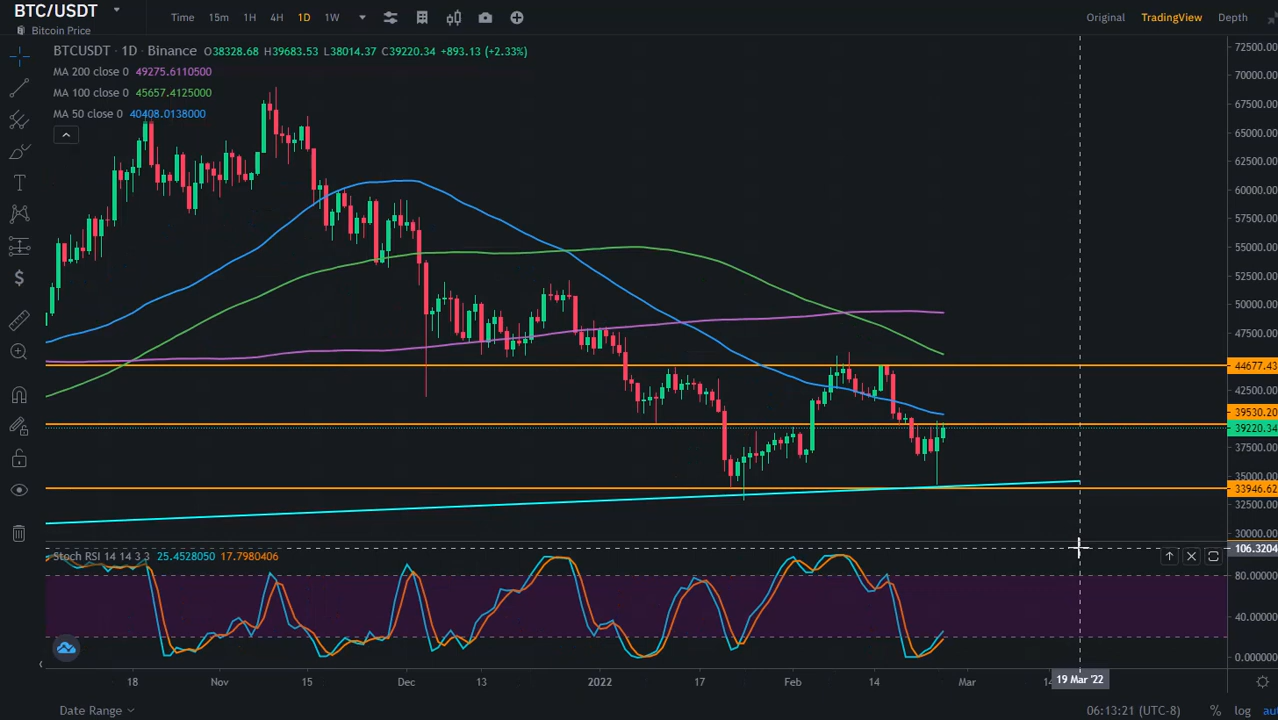 BTC/USDT
Bitcoin Price
Time 15m 1H 4H 1D 1W
Original TradingView Depth
BTCUSDT · 1D · Binance O38328.68 H39683.53 L38014.37 C39220.34 +893.13 (+2.33%)
MA 200 close 0 49275.6110500
MA 100 close 0 45657.4125000
MA 50 close 0 40408.0138000
72500.00
70000.00
67500.00
65000.00
62500.00
60000.00
57500.00
55000.00
52500.00
50000.00
47500.00
44677.43
42500.00
39530.20
39220.34
37500.00
35000.00
33946.62
32500.00
30000.00
Stoch RSI 14 14 3 3 25.4528050 17.7980406
106.3204
80.00000
40.00000
0.000000
18 Nov 15 Dec 13 2022 17 Feb 14 Mar 19 Mar '22
Date Range
06:13:21 (UTC-8) % log